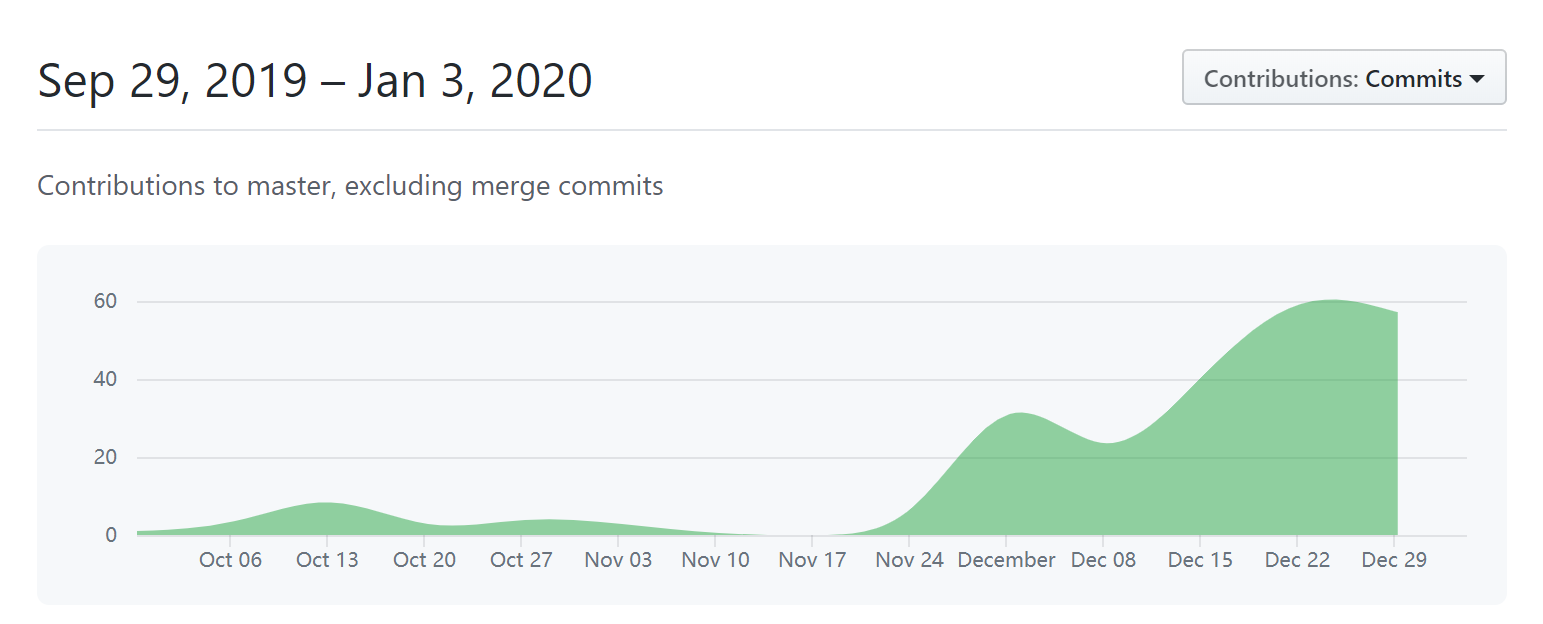 Sep 29, 2019 – Jan 3, 2020
Contributions: Commits
Contributions to master, excluding merge commits
60
40
20
0
Oct 06 Oct 13 Oct 20 Oct 27 Nov 03 Nov 10 Nov 17 Nov 24 December Dec 08 Dec 15 Dec 22 Dec 29